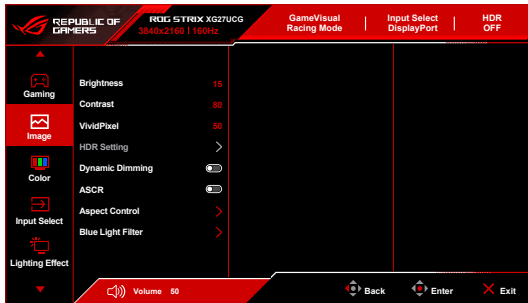 REPUBLIC OF
GAMERS
ROG STRIX XG27UCG
3840x2160 | 160Hz
GameVisual
Racing Mode
Input Select
DisplayPort
HDR
OFF
Gaming
Image
Color
Input Select
Lighting Effect
Brightness 15
Contrast 80
VividPixel 50
HDR Setting
Dynamic Dimming
ASCR
Aspect Control
Blue Light Filter
Volume 50
Back
Enter
Exit